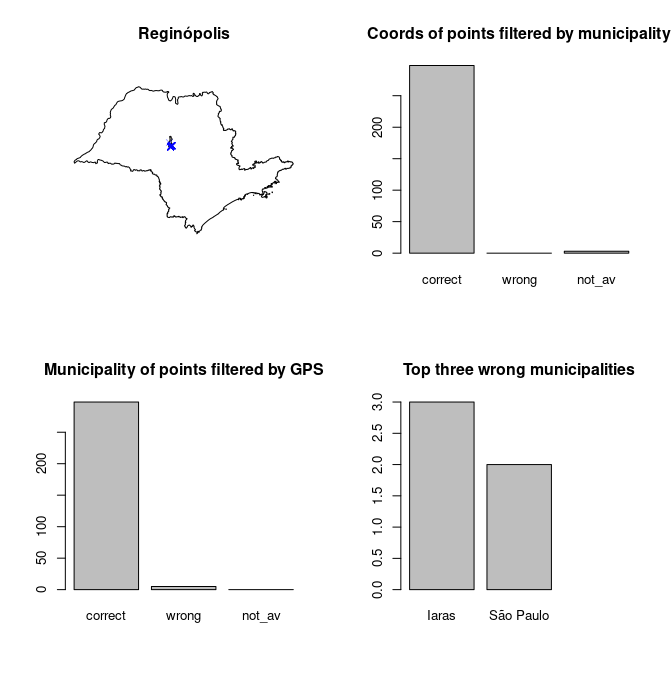 Reginópolis
Coords of points filtered by municipality
200
100
50
0
correct
wrong
not_av
Municipality of points filtered by GPS
200
100
50
0
correct
wrong
not_av
Top three wrong municipalities
3.0
2.5
2.0
1.5
1.0
0.5
0.0
Iaras
São Paulo